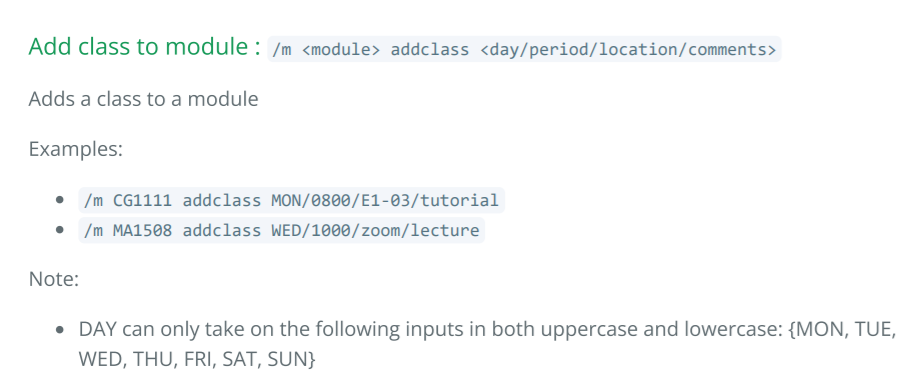 Add class to module : /m <module> addclass <day/period/location/comments>
Adds a class to a module
Examples:
/m CG1111 addclass MON/0800/E1-03/tutorial
/m MA1508 addclass WED/1000/zoom/lecture
Note:
DAY can only take on the following inputs in both uppercase and lowercase: {MON, TUE,
WED, THU, FRI, SAT, SUN}